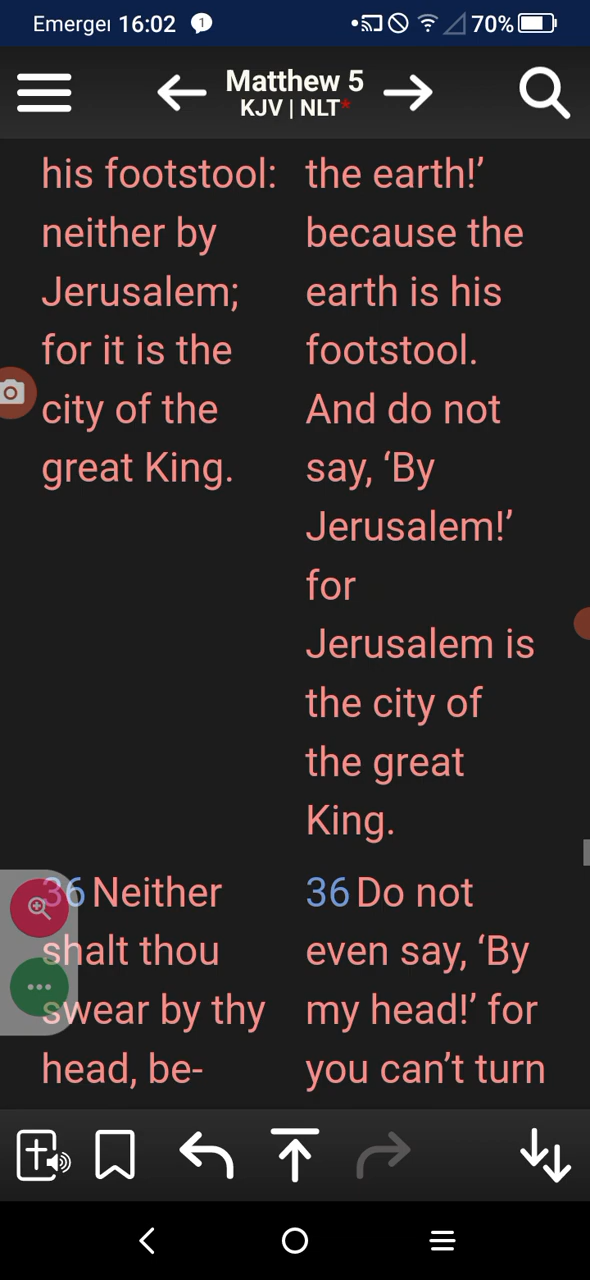 Emerger 16:02 1 70%
Matthew 5
KJV | NLT*
his footstool:
neither by
Jerusalem;
for it is the
city of the
great King.
36 Neither
shalt thou
swear by thy
head, be-
the earth!’
because the
earth is his
footstool.
And do not
say, ‘By
Jerusalem!’
for
Jerusalem is
the city of
the great
King.
36 Do not
even say, ‘By
my head!’ for
you can’t turn